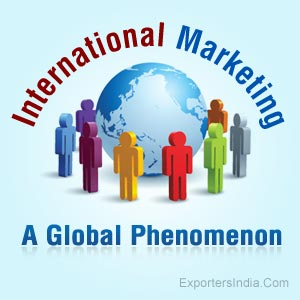 International Marketing
A Global Phenomenon
ExportersIndia.Com